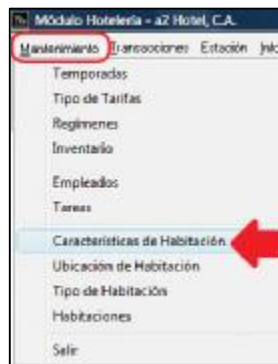 Módulo Hotelería - a2 Hotel, C.A.
Mantenimiento Transacciones Estación
Temporadas
Tipo de Tarifas
Regímenes
Inventario
Empleados
Tareas
Características de Habitación
Ubicación de Habitación
Tipo de Habitación
Habitaciones
Salir